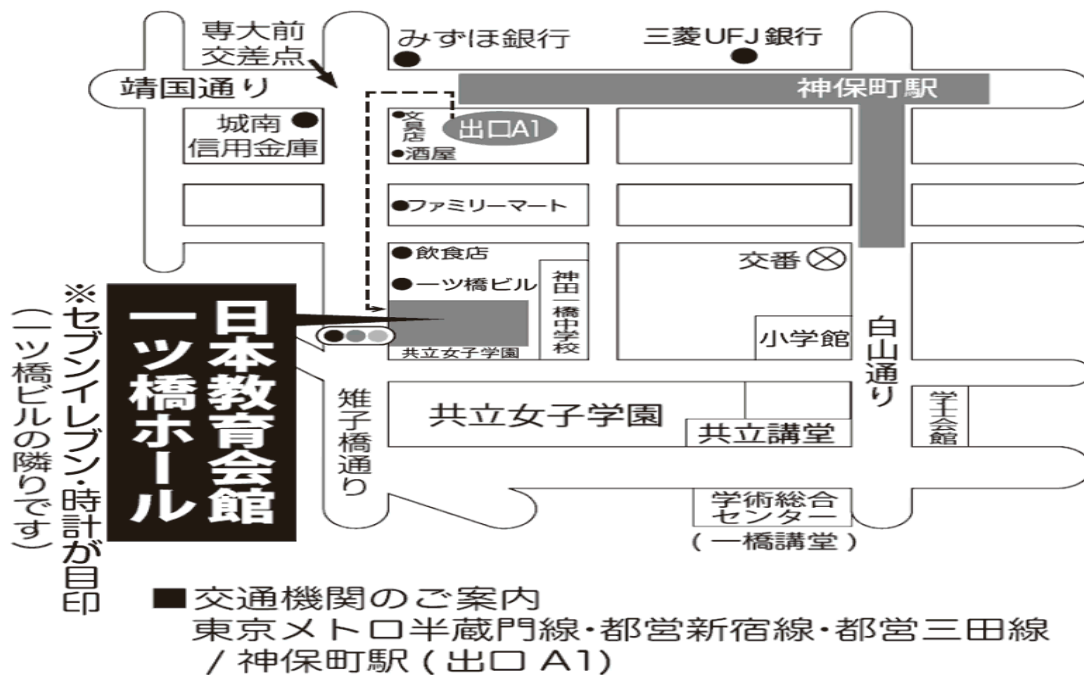 専大前
交差点
みずほ銀行
三菱UFJ銀行
靖国通り
神保町駅
城南
信用金庫
文具店
出口A1
酒屋
ファミリーマート
飲食店
一ツ橋ビル
神田一橋中学校
交番
日本教育会館
一ツ橋ホール
※セブンイレブン・時計が目印
(一ツ橋ビルの隣りです)
共立女子学園
小学館
白山通り
雉子橋通り
共立女子学園
共立講堂
学士会館
学術総合
センター
(一橋講堂)
■交通機関のご案内
東京メトロ半蔵門線・都営新宿線・都営三田線
/神保町駅(出口A1)